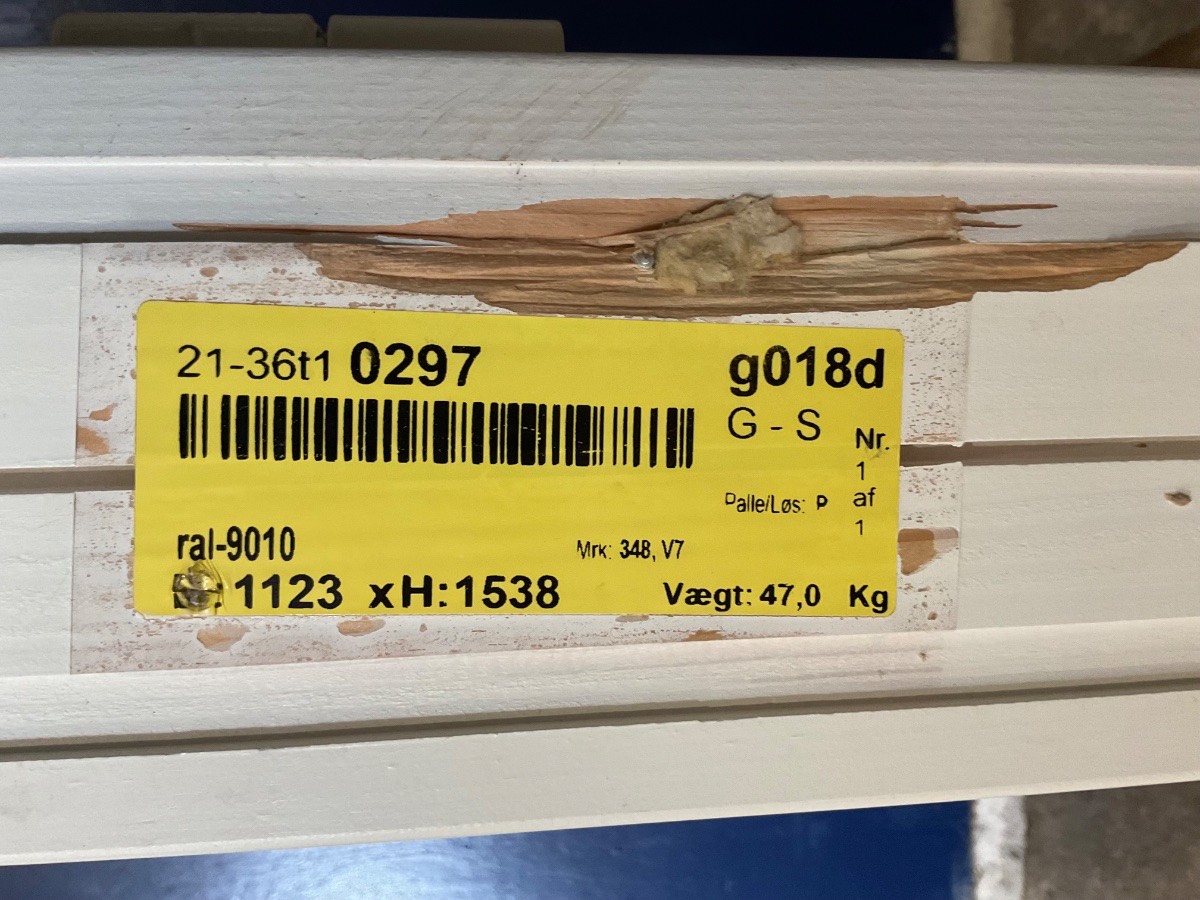 21-36t1 0297
g018d
G - S
Nr.
1
af
1
Palle/Løs: P
ral-9010
Mrk: 348, V7
1123 xH:1538
Vægt: 47,0 Kg